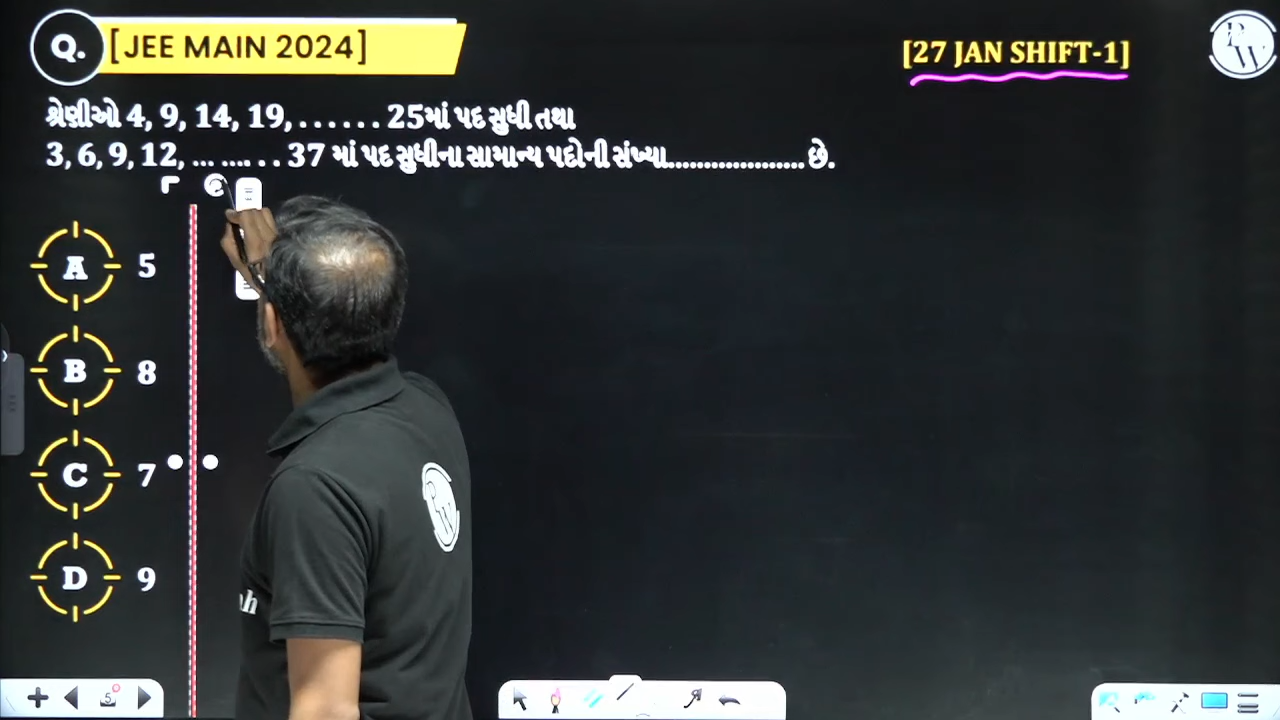 Q. [JEE MAIN 2024]
[27 JAN SHIFT-1]
શ્રેણીઓ 4, 9, 14, 19, . . . . . . 25માં પદ સુધી તથા
3, 6, 9, 12, ... ...... . . 37 માં પદ સુધીના સામાન્ય પદોની સંખ્યા................... છે.
A 5
B 8
C 7
D 9